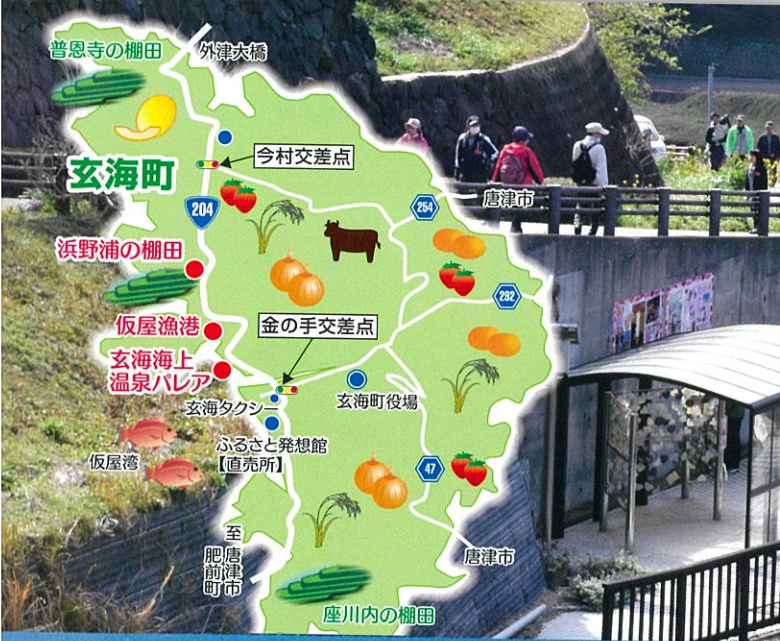 普恩寺の棚田
外津大橋
今村交差点
玄海町
204
254
唐津市
浜野浦の棚田
292
仮屋漁港
金の手交差点
玄海海上
温泉パレア
玄海タクシー
玄海町役場
ふるさと発想館
【直売所】
仮屋湾
47
至 唐津市
肥前町
唐津市
座川内の棚田